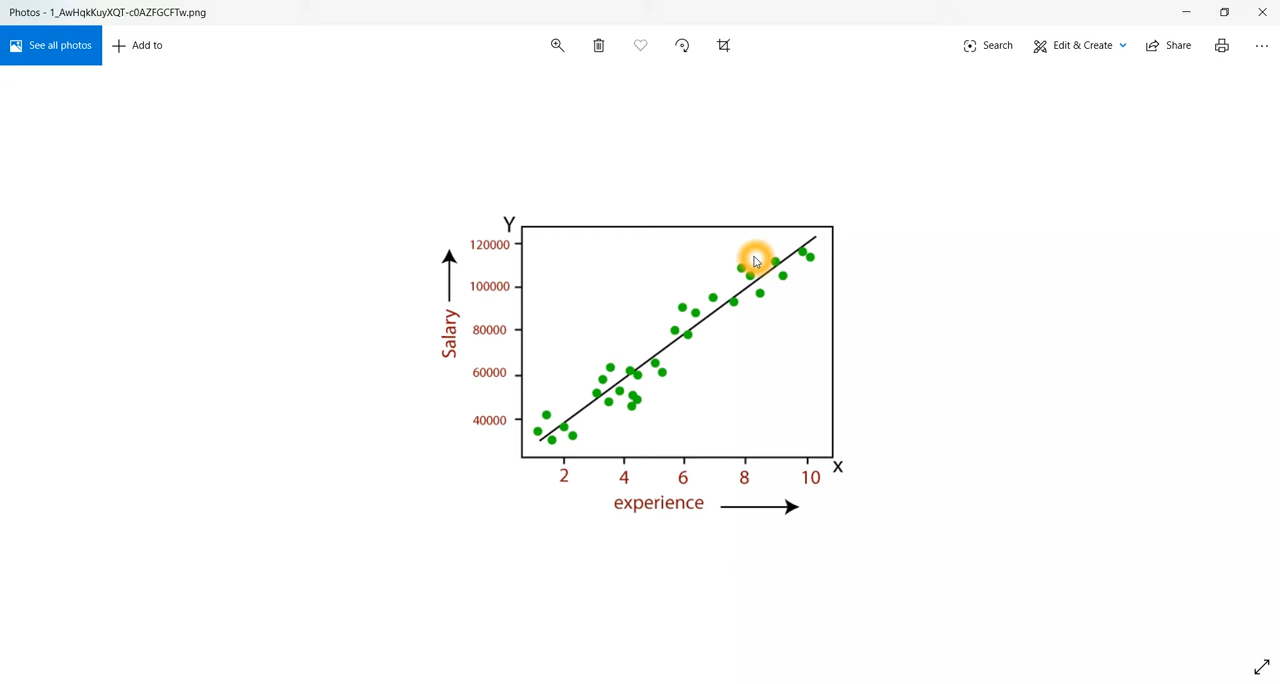 Photos - 1_AwHqkKuyXQT-c0AZFGCFTw.png
See all photos
Add to
Search
Edit & Create
Share
Y
120000
100000
80000
60000
40000
Salary
2 4 6 8 10
X
experience